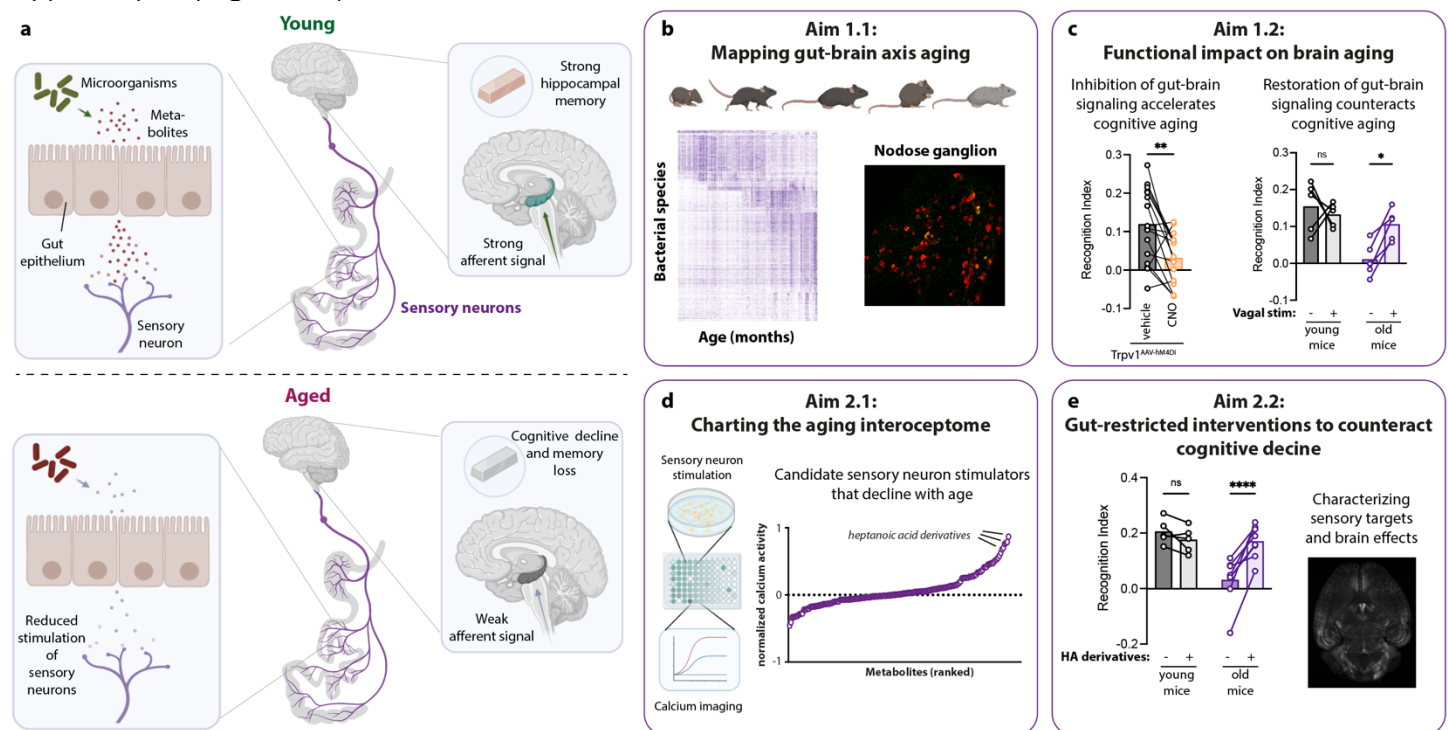 a
Young
Microorganisms
Meta-
bolites
Gut
epithelium
Sensory
neuron
Strong
hippocampal
memory
Strong
afferent signal
Sensory neurons
Aged
Reduced
stimulation
of
sensory
neurons
Cognitive decline
and memory
loss
Weak
afferent signal
b
Aim 1.1:
Mapping gut-brain axis aging
Bacterial species
Age (months)
Nodose ganglion
c
Aim 1.2:
Functional impact on brain aging
Inhibition of gut-brain
signaling accelerates
cognitive aging
Recognition Index
0.3
0.2
0.1
0.0
-0.1
**
vehicle
CNO
Trpv1AAV-hM4DI
Restoration of gut-brain
signaling counteracts
cognitive aging
Recognition Index
0.3
0.2
0.1
0.0
-0.1
ns
*
Vagal stim: - + - +
young
mice
old
mice
d
Aim 2.1:
Charting the aging interoceptome
Sensory neuron
stimulation
Calcium imaging
Candidate sensory neuron stimulators
that decline with age
heptanoic acid derivatives
normalized calcium activity
1
0
-1
Metabolites (ranked)
e
Aim 2.2:
Gut-restricted interventions to counteract
cognitive decine
Recognition Index
0.4
0.2
0.0
-0.2
ns
****
HA derivatives: - + - +
young
mice
old
mice
Characterizing
sensory targets
and brain effects